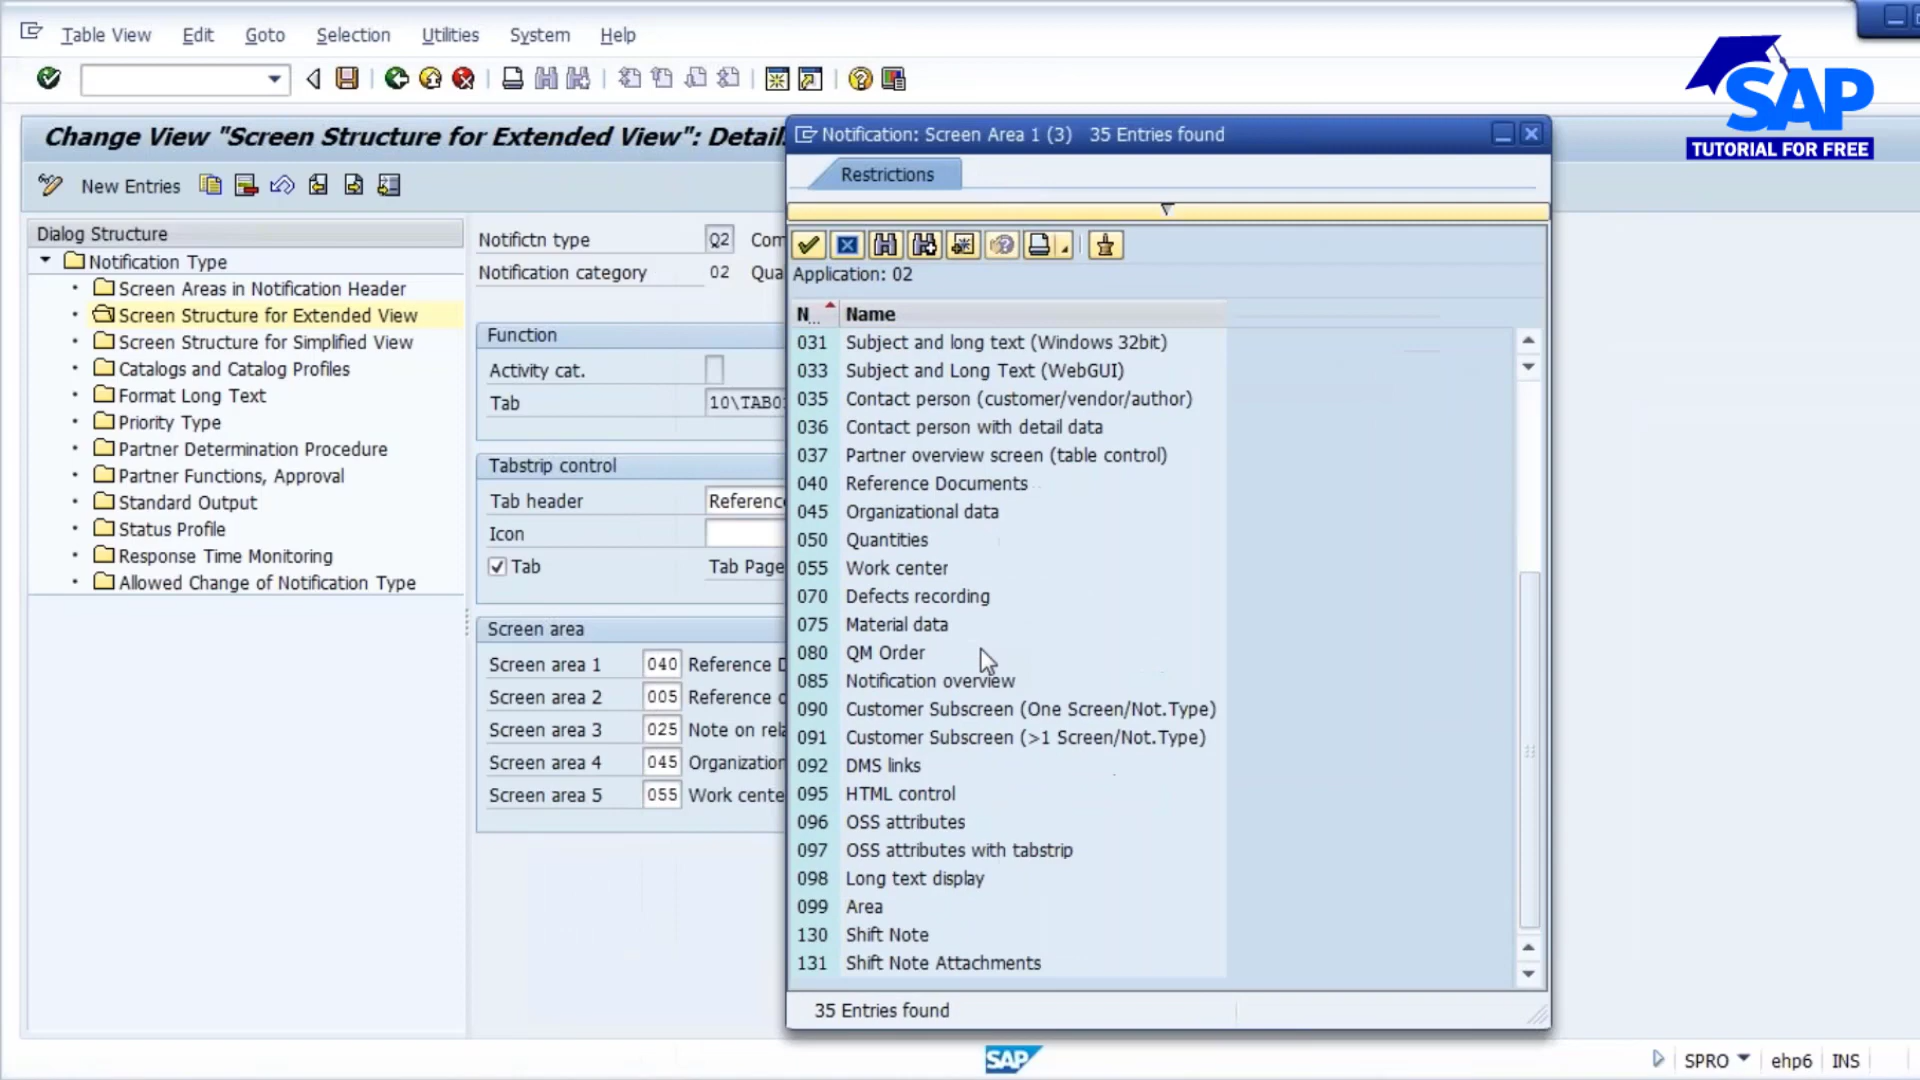 Table View Edit Goto Selection Utilities System Help
SAP
TUTORIAL FOR FREE
Change View "Screen Structure for Extended View": Detail
New Entries
Dialog Structure
Notification Type
Screen Areas in Notification Header
Screen Structure for Extended View
Screen Structure for Simplified View
Catalogs and Catalog Profiles
Format Long Text
Priority Type
Partner Determination Procedure
Partner Functions, Approval
Standard Output
Status Profile
Response Time Monitoring
Allowed Change of Notification Type
Notifictn type Q2 Com
Notification category 02 Qua
Function
Activity cat.
Tab 10\TAB0
Tabstrip control
Tab header Referenc
Icon
Tab Tab Page
Screen area
Screen area 1 040 Reference D
Screen area 2 005 Reference o
Screen area 3 025 Note on rela
Screen area 4 045 Organization
Screen area 5 055 Work cente
Notification: Screen Area 1 (3) 35 Entries found
Restrictions
Application: 02
N... Name
031 Subject and long text (Windows 32bit)
033 Subject and Long Text (WebGUI)
035 Contact person (customer/vendor/author)
036 Contact person with detail data
037 Partner overview screen (table control)
040 Reference Documents
045 Organizational data
050 Quantities
055 Work center
070 Defects recording
075 Material data
080 QM Order
085 Notification overview
090 Customer Subscreen (One Screen/Not.Type)
091 Customer Subscreen (>1 Screen/Not.Type)
092 DMS links
095 HTML control
096 OSS attributes
097 OSS attributes with tabstrip
098 Long text display
099 Area
130 Shift Note
131 Shift Note Attachments
35 Entries found
SAP
SPRO ehp6 INS